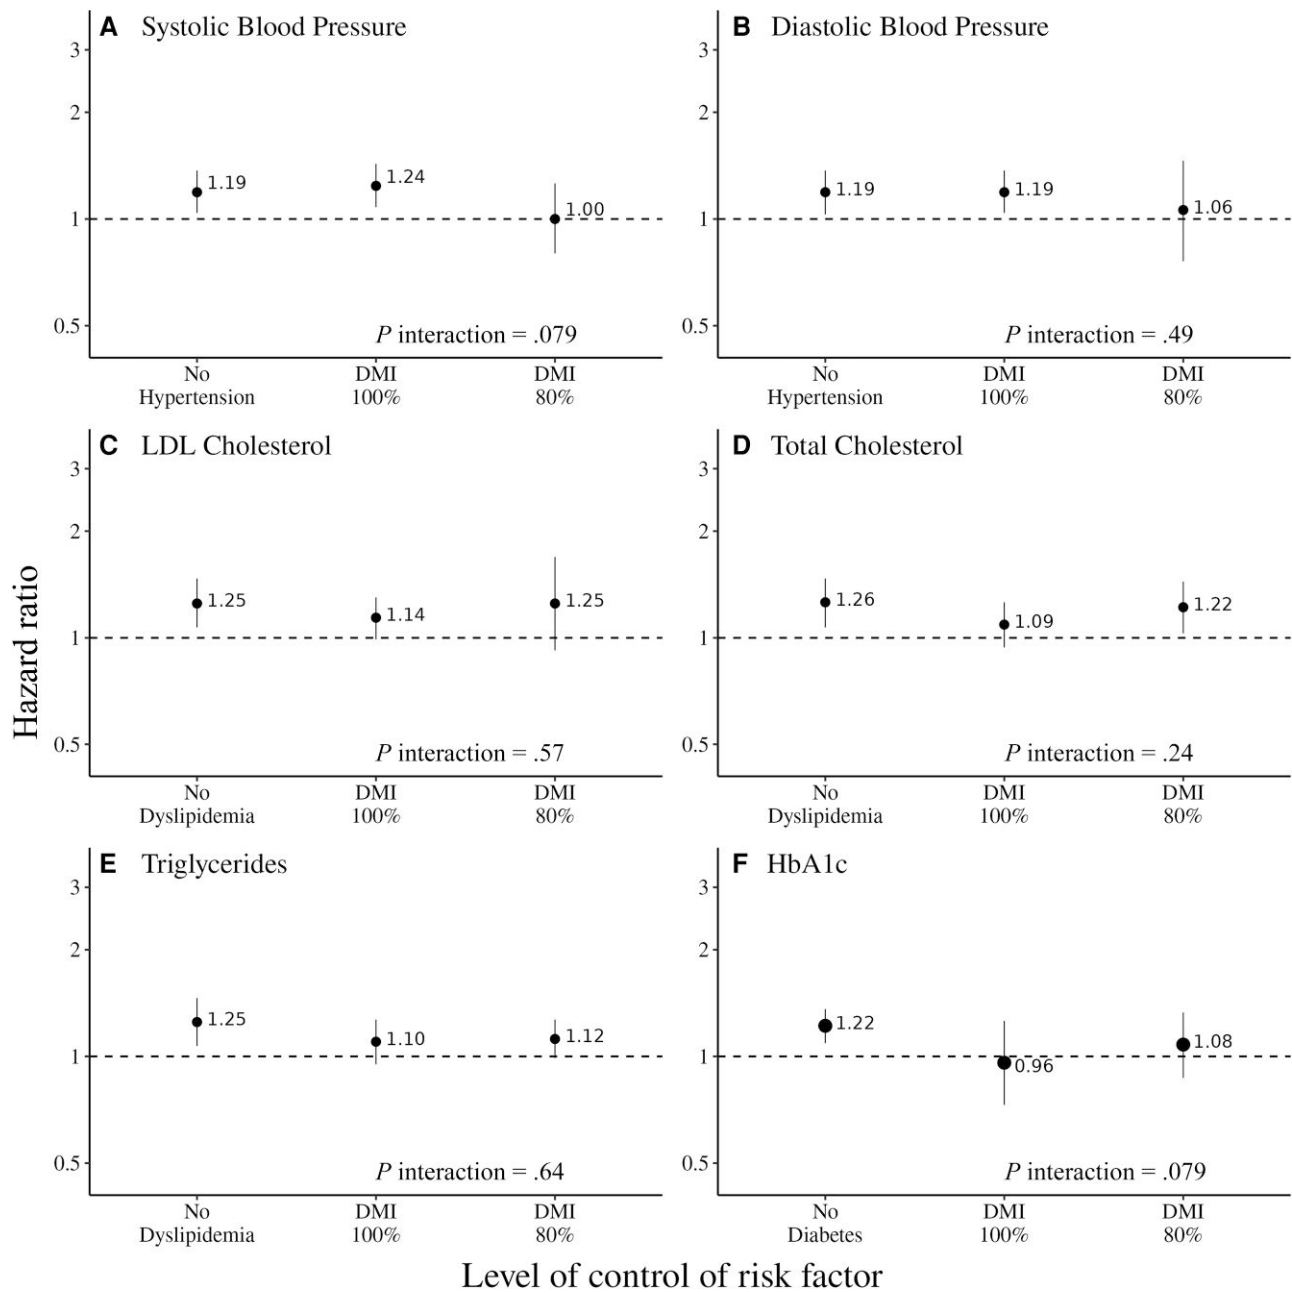 A Systolic Blood Pressure
3
2
1
0.5
1.19
1.24
1.00
P interaction = .079
No Hypertension
DMI 100%
DMI 80%
B Diastolic Blood Pressure
3
2
1
0.5
1.19
1.19
1.06
P interaction = .49
No Hypertension
DMI 100%
DMI 80%
Hazard ratio
C LDL Cholesterol
3
2
1
0.5
1.25
1.14
1.25
P interaction = .57
No Dyslipidemia
DMI 100%
DMI 80%
D Total Cholesterol
3
2
1
0.5
1.26
1.09
1.22
P interaction = .24
No Dyslipidemia
DMI 100%
DMI 80%
E Triglycerides
3
2
1
0.5
1.25
1.10
1.12
P interaction = .64
No Dyslipidemia
DMI 100%
DMI 80%
F HbA1c
3
2
1
0.5
1.22
0.96
1.08
P interaction = .079
No Diabetes
DMI 100%
DMI 80%
Level of control of risk factor